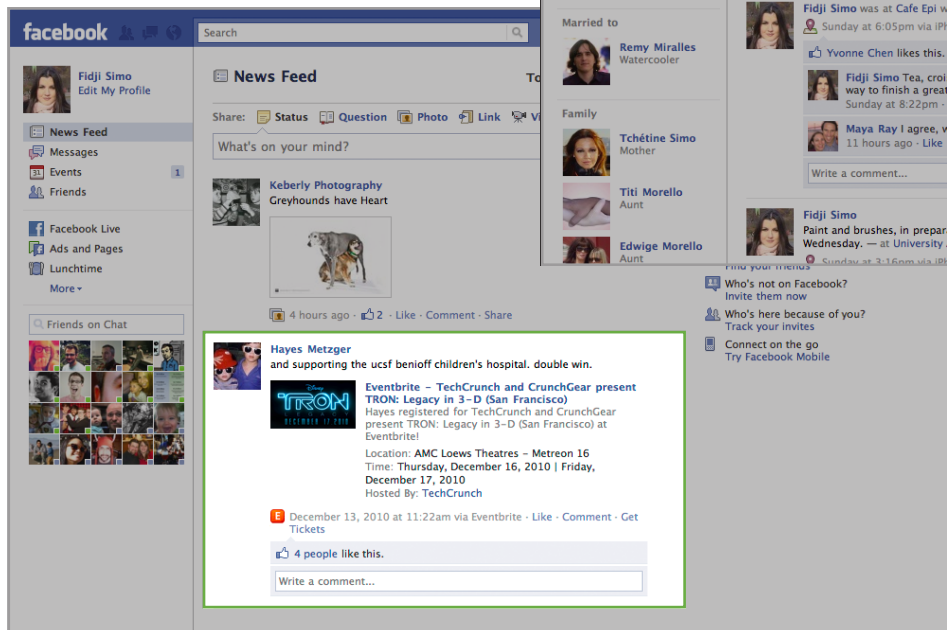 facebook
Search
Fidji Simo
Edit My Profile
News Feed
Messages
Events 1
Friends
Facebook Live
Ads and Pages
Lunchtime
More
Friends on Chat
News Feed
Share: Status Question Photo Link
What's on your mind?
Keberly Photography
Greyhounds have Heart
4 hours ago · 2 · Like · Comment · Share
Hayes Metzger
and supporting the ucsf benioff children's hospital. double win.
Disney
TRON
LEGACY
DECEMBER 17 2010
Eventbrite - TechCrunch and CrunchGear present
TRON: Legacy in 3-D (San Francisco)
Hayes registered for TechCrunch and CrunchGear
present TRON: Legacy in 3-D (San Francisco) at
Eventbrite!
Location: AMC Loews Theatres - Metreon 16
Time: Thursday, December 16, 2010 | Friday,
December 17, 2010
Hosted By: TechCrunch
E
December 13, 2010 at 11:22am via Eventbrite · Like · Comment · Get
Tickets
4 people like this.
Write a comment...
Married to
Remy Miralles
Watercooler
Family
Tchétine Simo
Mother
Titi Morello
Aunt
Edwige Morello
Aunt
Fidji Simo was at Cafe Epi
Sunday at 6:05pm via
Yvonne Chen likes this.
Fidji Simo Tea,
way to finish a
Sunday at 8:22pm ·
Maya Ray I agree,
11 hours ago · Like
Write a comment...
Fidji Simo
Paint and brushes, in
Wednesday. — at University
Sunday at 3:16pm via
Find your friends
Who's not on Facebook?
Invite them now
Who's here because of you?
Track your invites
Connect on the go
Try Facebook Mobile